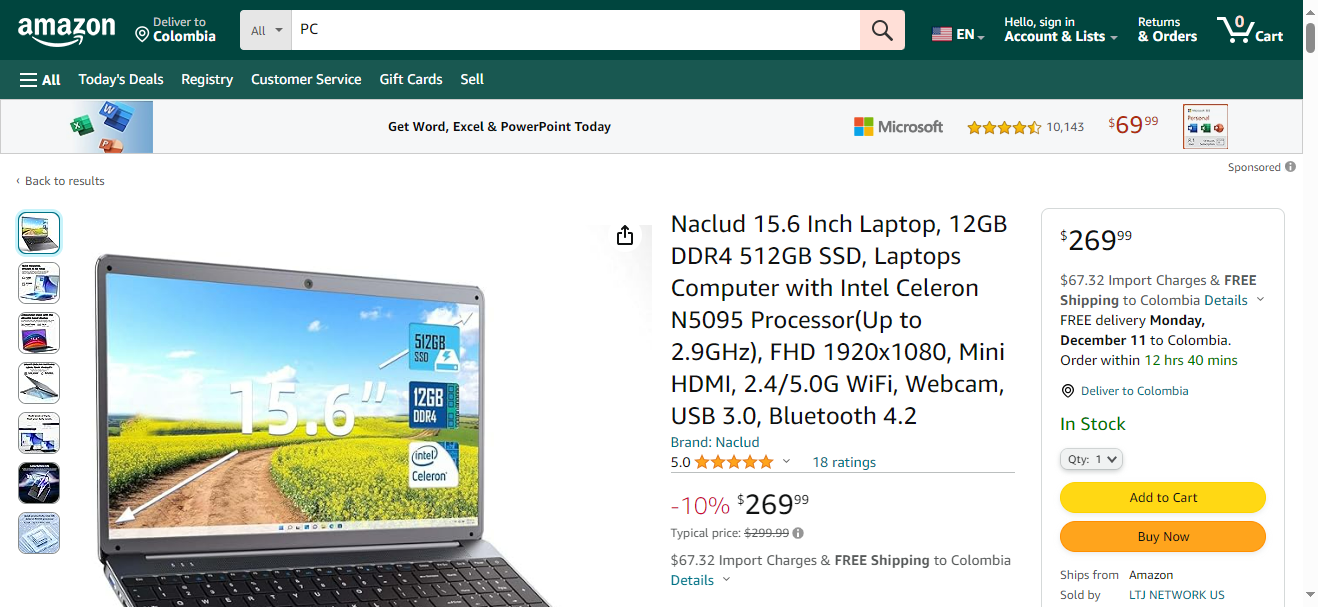 amazon
Deliver to
Colombia
All
PC
EN
Hello, sign in
Account & Lists
Returns
& Orders
0
Cart
All
Today's Deals
Registry
Customer Service
Gift Cards
Sell
Get Word, Excel & PowerPoint Today
Microsoft
10,143
$69 99
Personal
Sponsored
‹ Back to results
Naclud 15.6 Inch Laptop, 12GB
DDR4 512GB SSD, Laptops
Computer with Intel Celeron
N5095 Processor(Up to
2.9GHz), FHD 1920x1080, Mini
HDMI, 2.4/5.0G WiFi, Webcam,
USB 3.0, Bluetooth 4.2
Brand: Naclud
5.0
18 ratings
-10% $269 99
Typical price: $299.99
$67.32 Import Charges & FREE Shipping to Colombia
Details
512GB
SSD
12GB
DDR4
intel
Celeron
15.6”
$269 99
$67.32 Import Charges & FREE
Shipping to Colombia Details
FREE delivery Monday,
December 11 to Colombia.
Order within 12 hrs 40 mins
Deliver to Colombia
In Stock
Qty: 1
Add to Cart
Buy Now
Ships from Amazon
Sold by LTJ NETWORK US